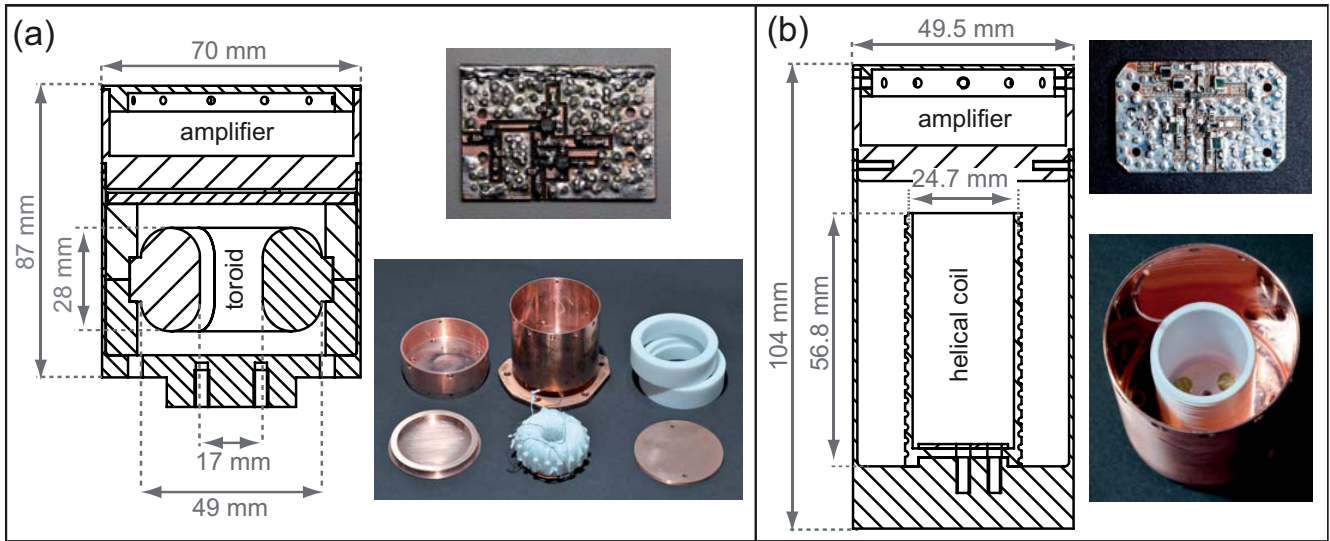 (a)
70 mm
amplifier
87 mm
28 mm
toroid
17 mm
49 mm
(b)
49.5 mm
amplifier
24.7 mm
104 mm
56.8 mm
helical coil